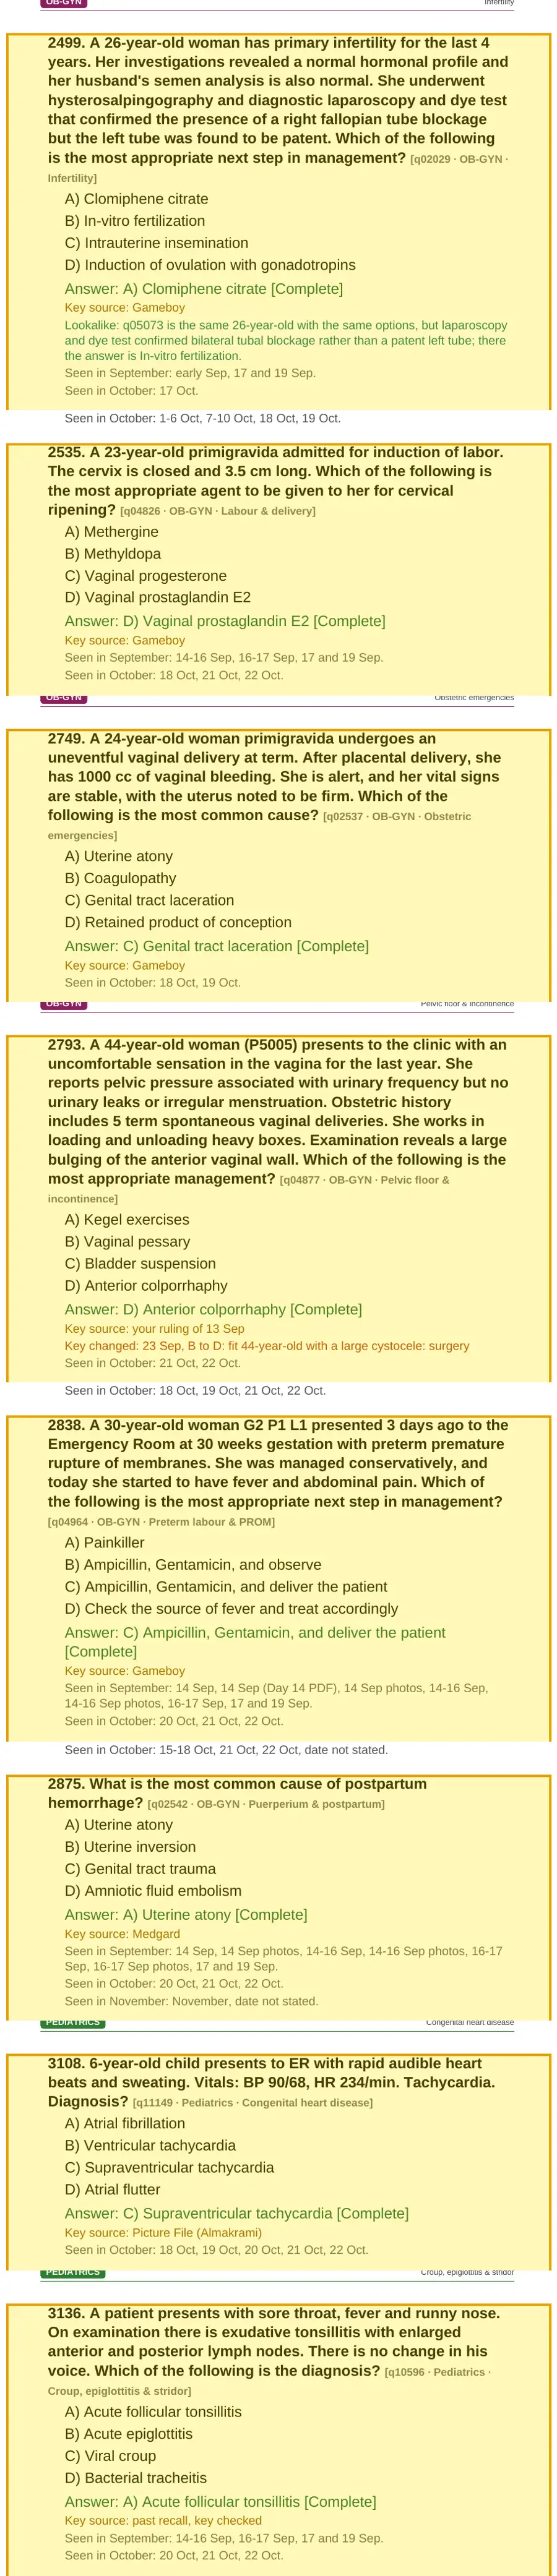 OB-GYN
Infertility
2499. A 26-year-old woman has primary infertility for the last 4
years. Her investigations revealed a normal hormonal profile and
her husband's semen analysis is also normal. She underwent
hysterosalpingography and diagnostic laparoscopy and dye test
that confirmed the presence of a right fallopian tube blockage
but the left tube was found to be patent. Which of the following
is the most appropriate next step in management? [q02029 · OB-GYN ·
Infertility]
A) Clomiphene citrate
B) In-vitro fertilization
C) Intrauterine insemination
D) Induction of ovulation with gonadotropins
Answer: A) Clomiphene citrate [Complete]
Key source: Gameboy
Lookalike: q05073 is the same 26-year-old with the same options, but laparoscopy
and dye test confirmed bilateral tubal blockage rather than a patent left tube; there
the answer is In-vitro fertilization.
Seen in September: early Sep, 17 and 19 Sep.
Seen in October: 17 Oct.
Seen in October: 1-6 Oct, 7-10 Oct, 18 Oct, 19 Oct.
2535. A 23-year-old primigravida admitted for induction of labor.
The cervix is closed and 3.5 cm long. Which of the following is
the most appropriate agent to be given to her for cervical
ripening? [q04826 · OB-GYN · Labour & delivery]
A) Methergine
B) Methyldopa
C) Vaginal progesterone
D) Vaginal prostaglandin E2
Answer: D) Vaginal prostaglandin E2 [Complete]
Key source: Gameboy
Seen in September: 14-16 Sep, 16-17 Sep, 17 and 19 Sep.
Seen in October: 18 Oct, 21 Oct, 22 Oct.
OB-GYN
Obstetric emergencies
2749. A 24-year-old woman primigravida undergoes an
uneventful vaginal delivery at term. After placental delivery, she
has 1000 cc of vaginal bleeding. She is alert, and her vital signs
are stable, with the uterus noted to be firm. Which of the
following is the most common cause? [q02537 · OB-GYN · Obstetric
emergencies]
A) Uterine atony
B) Coagulopathy
C) Genital tract laceration
D) Retained product of conception
Answer: C) Genital tract laceration [Complete]
Key source: Gameboy
Seen in October: 18 Oct, 19 Oct.
OB-GYN
Pelvic floor & incontinence
2793. A 44-year-old woman (P5005) presents to the clinic with an
uncomfortable sensation in the vagina for the last year. She
reports pelvic pressure associated with urinary frequency but no
urinary leaks or irregular menstruation. Obstetric history
includes 5 term spontaneous vaginal deliveries. She works in
loading and unloading heavy boxes. Examination reveals a large
bulging of the anterior vaginal wall. Which of the following is the
most appropriate management? [q04877 · OB-GYN · Pelvic floor &
incontinence]
A) Kegel exercises
B) Vaginal pessary
C) Bladder suspension
D) Anterior colporrhaphy
Answer: D) Anterior colporrhaphy [Complete]
Key source: your ruling of 13 Sep
Key changed: 23 Sep, B to D: fit 44-year-old with a large cystocele: surgery
Seen in October: 21 Oct, 22 Oct.
Seen in October: 18 Oct, 19 Oct, 21 Oct, 22 Oct.
2838. A 30-year-old woman G2 P1 L1 presented 3 days ago to the
Emergency Room at 30 weeks gestation with preterm premature
rupture of membranes. She was managed conservatively, and
today she started to have fever and abdominal pain. Which of
the following is the most appropriate next step in management?
[q04964 · OB-GYN · Preterm labour & PROM]
A) Painkiller
B) Ampicillin, Gentamicin, and observe
C) Ampicillin, Gentamicin, and deliver the patient
D) Check the source of fever and treat accordingly
Answer: C) Ampicillin, Gentamicin, and deliver the patient
[Complete]
Key source: Gameboy
Seen in September: 14 Sep, 14 Sep (Day 14 PDF), 14 Sep photos, 14-16 Sep,
14-16 Sep photos, 16-17 Sep, 17 and 19 Sep.
Seen in October: 20 Oct, 21 Oct, 22 Oct.
Seen in October: 15-18 Oct, 21 Oct, 22 Oct, date not stated.
2875. What is the most common cause of postpartum
hemorrhage? [q02542 · OB-GYN · Puerperium & postpartum]
A) Uterine atony
B) Uterine inversion
C) Genital tract trauma
D) Amniotic fluid embolism
Answer: A) Uterine atony [Complete]
Key source: Medgard
Seen in September: 14 Sep, 14 Sep photos, 14-16 Sep, 14-16 Sep photos, 16-17
Sep, 16-17 Sep photos, 17 and 19 Sep.
Seen in October: 20 Oct, 21 Oct, 22 Oct.
Seen in November: November, date not stated.
PEDIATRICS
Congenital heart disease
3108. 6-year-old child presents to ER with rapid audible heart
beats and sweating. Vitals: BP 90/68, HR 234/min. Tachycardia.
Diagnosis? [q11149 · Pediatrics · Congenital heart disease]
A) Atrial fibrillation
B) Ventricular tachycardia
C) Supraventricular tachycardia
D) Atrial flutter
Answer: C) Supraventricular tachycardia [Complete]
Key source: Picture File (Almakrami)
Seen in October: 18 Oct, 19 Oct, 20 Oct, 21 Oct, 22 Oct.
PEDIATRICS
Croup, epiglottitis & stridor
3136. A patient presents with sore throat, fever and runny nose.
On examination there is exudative tonsillitis with enlarged
anterior and posterior lymph nodes. There is no change in his
voice. Which of the following is the diagnosis? [q10596 · Pediatrics ·
Croup, epiglottitis & stridor]
A) Acute follicular tonsillitis
B) Acute epiglottitis
C) Viral croup
D) Bacterial tracheitis
Answer: A) Acute follicular tonsillitis [Complete]
Key source: past recall, key checked
Seen in September: 14-16 Sep, 16-17 Sep, 17 and 19 Sep.
Seen in October: 20 Oct, 21 Oct, 22 Oct.